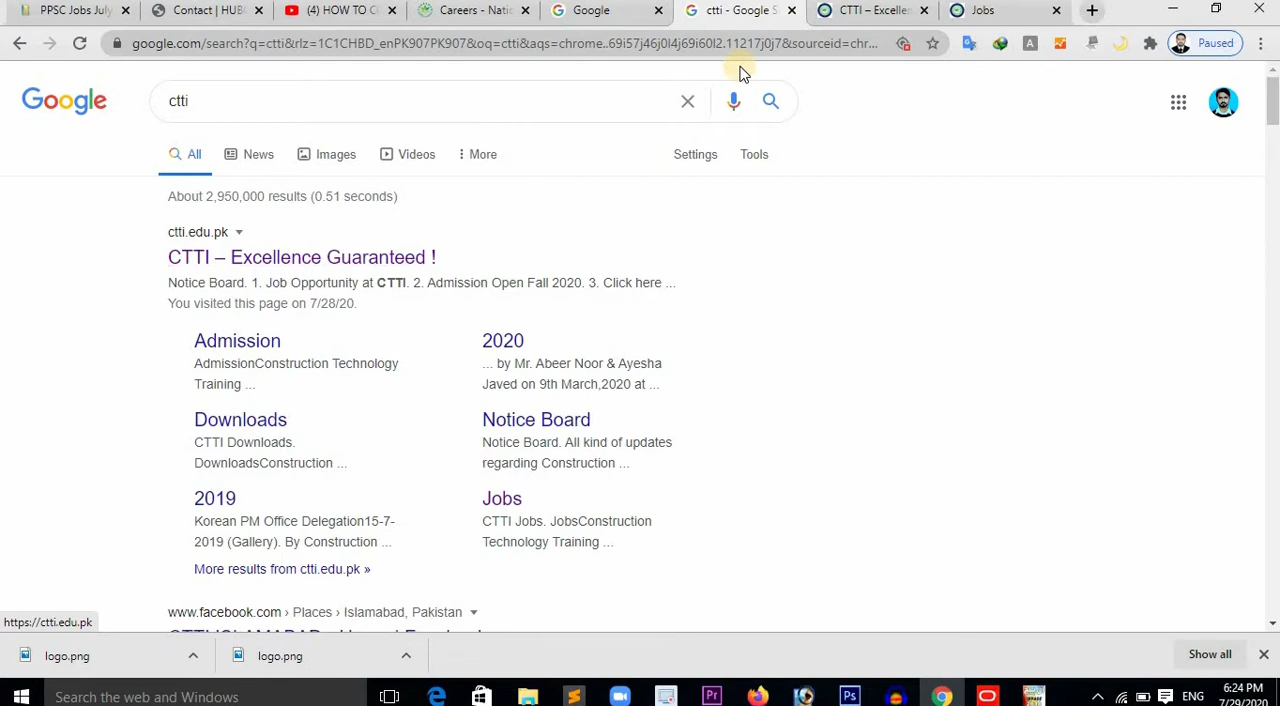 PPSC Jobs July
Contact | HUB
(4) HOW TO C
Careers - Nati
Google
ctti - Google S
CTTI – Excellen
Jobs
google.com/search?q=ctti&rlz=1C1CHBD_enPK907PK907&oq=ctti&aqs=chrome..69i57j46j0l4j69i60l2.11217j0j7&sourceid=chr...
Paused
Google
ctti
All
News
Images
Videos
More
Settings
Tools
About 2,950,000 results (0.51 seconds)
ctti.edu.pk
CTTI – Excellence Guaranteed !
Notice Board. 1. Job Opportunity at CTTI. 2. Admission Open Fall 2020. 3. Click here ...
You visited this page on 7/28/20.
Admission
AdmissionConstruction Technology
Training ...
2020
... by Mr. Abeer Noor & Ayesha
Javed on 9th March,2020 at ...
Downloads
CTTI Downloads.
DownloadsConstruction ...
Notice Board
Notice Board. All kind of updates
regarding Construction ...
2019
Korean PM Office Delegation15-7-
2019 (Gallery). By Construction ...
Jobs
CTTI Jobs. JobsConstruction
Technology Training ...
More results from ctti.edu.pk »
www.facebook.com › Places › Islamabad, Pakistan
https://ctti.edu.pk
logo.png
logo.png
Show all
Search the web and Windows
Pr
Ps
ENG
6:24 PM
7/29/2020